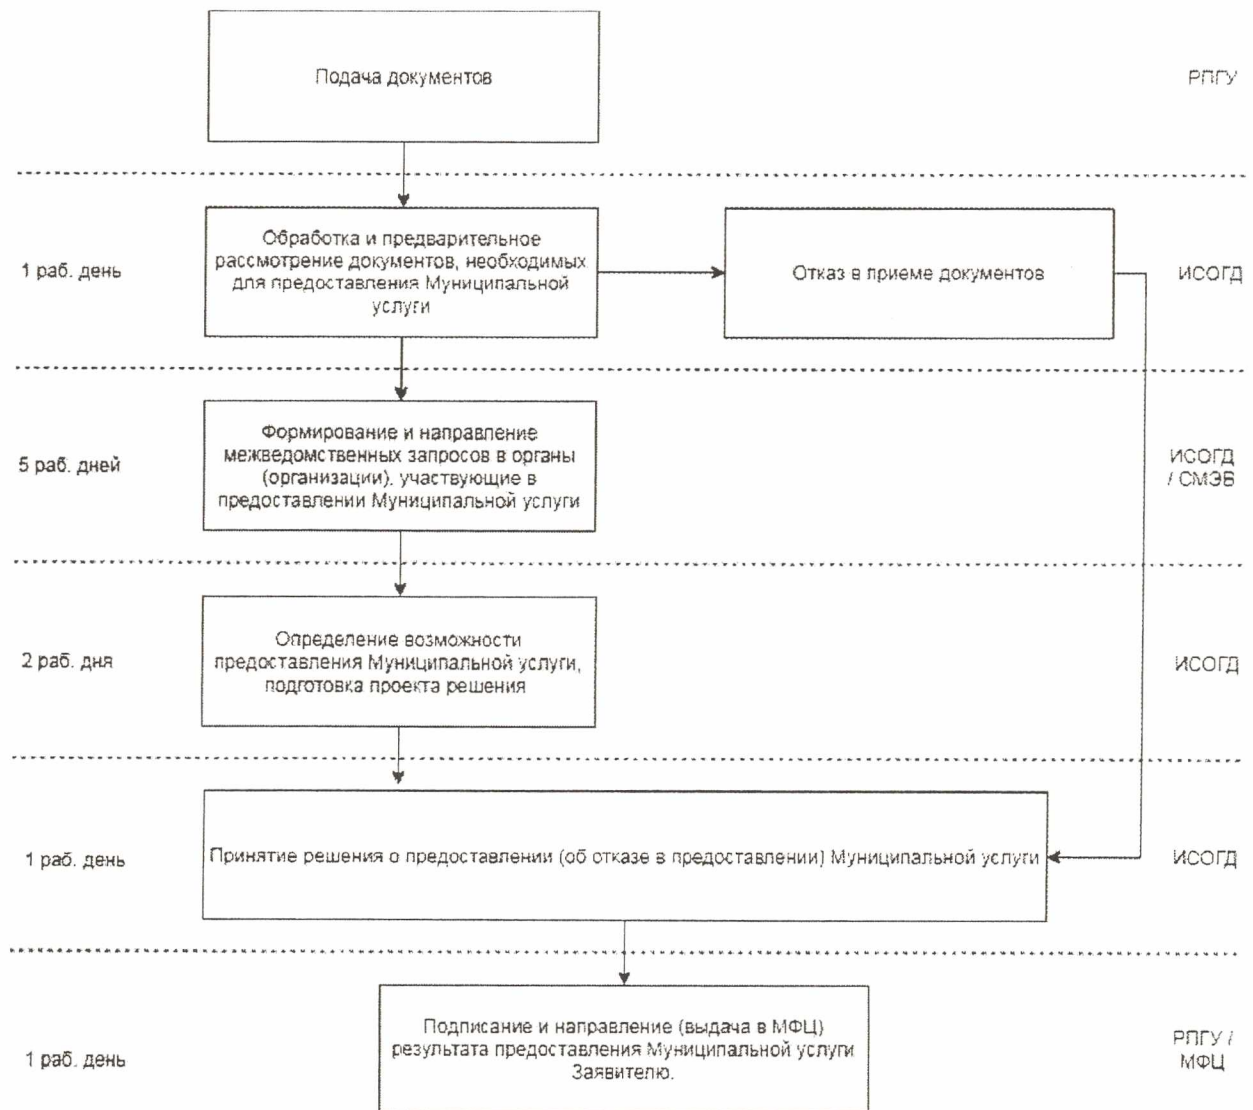 Подача документов
РПГУ
1 раб. день
Обработка и предварительное
рассмотрение документов, необходимых
для предоставления Муниципальной
услуги
Отказ в приеме документов
ИСОГД
5 раб. дней
Формирование и направление
межведомственных запросов в органы
(организации), участвующие в
предоставлении Муниципальной услуги
ИСОГД
/ СМЭВ
2 раб. дня
Определение возможности
предоставления Муниципальной услуги,
подготовка проекта решения
ИСОГД
1 раб. день
Принятие решения о предоставлении (об отказе в предоставлении) Муниципальной услуги
ИСОГД
1 раб. день
Подписание и направление (выдача в МФЦ)
результата предоставления Муниципальной услуги
Заявителю.
РПГУ /
МФЦ